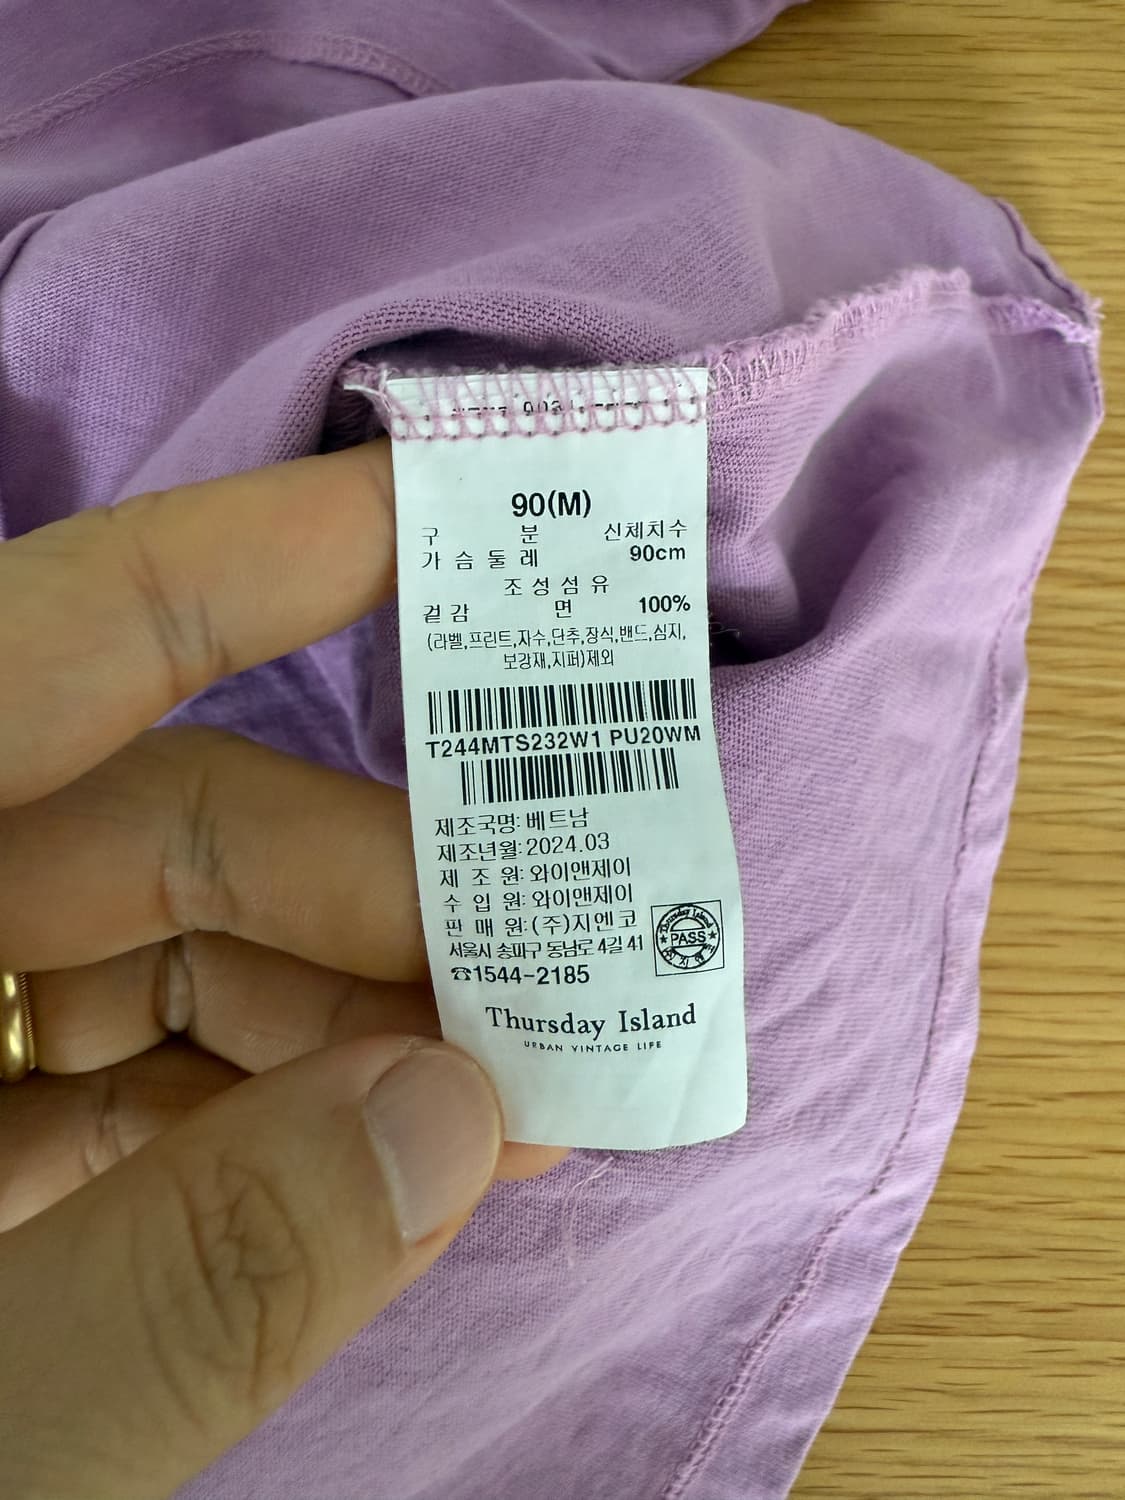 90(M)
구 분 신체치수
가 슴 둘 레 90cm
조 성 섬 유
겉 감 면 100%
(라벨,프린트,자수,단추,장식,밴드,심지,
보강재,지퍼)제외
T244MTS232W1 PU20WM
제조국명:베트남
제조년월:2024.03
제 조 원:와이앤제이
수 입 원:와이앤제이
판 매 원:(주)지엔코
서울시 송파구 동남로 4길 41
☎1544-2185
Thursday Island
PASS
Thursday Island
URBAN VINTAGE LIFE